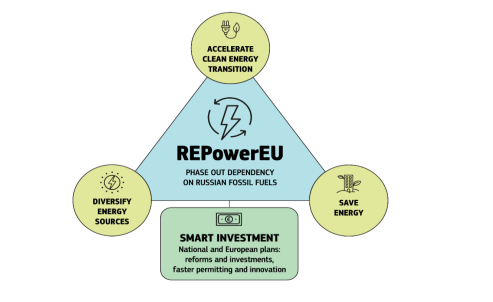 ACCELERATE
CLEAN ENERGY
TRANSITION
REPowerEU
PHASE OUT DEPENDENCY
ON RUSSIAN FOSSIL FUELS
DIVERSIFY
ENERGY
SOURCES
SAVE
ENERGY
SMART INVESTMENT
National and European plans:
reforms and investments,
faster permitting and innovation